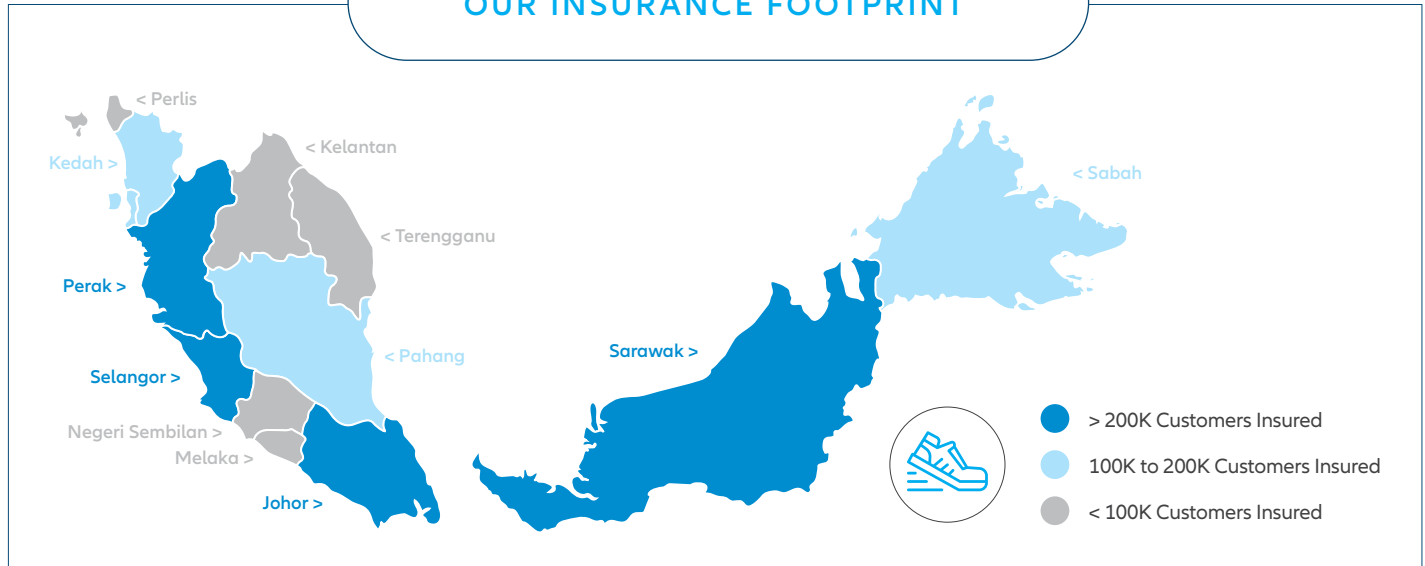 OUR INSURANCE FOOTPRINT
< Perlis
Kedah >
< Kelantan
< Terengganu
Perak >
< Pahang
Selangor >
Negeri Sembilan >
Melaka >
Johor >
Sarawak >
< Sabah
> 200K Customers Insured
100K to 200K Customers Insured
< 100K Customers Insured